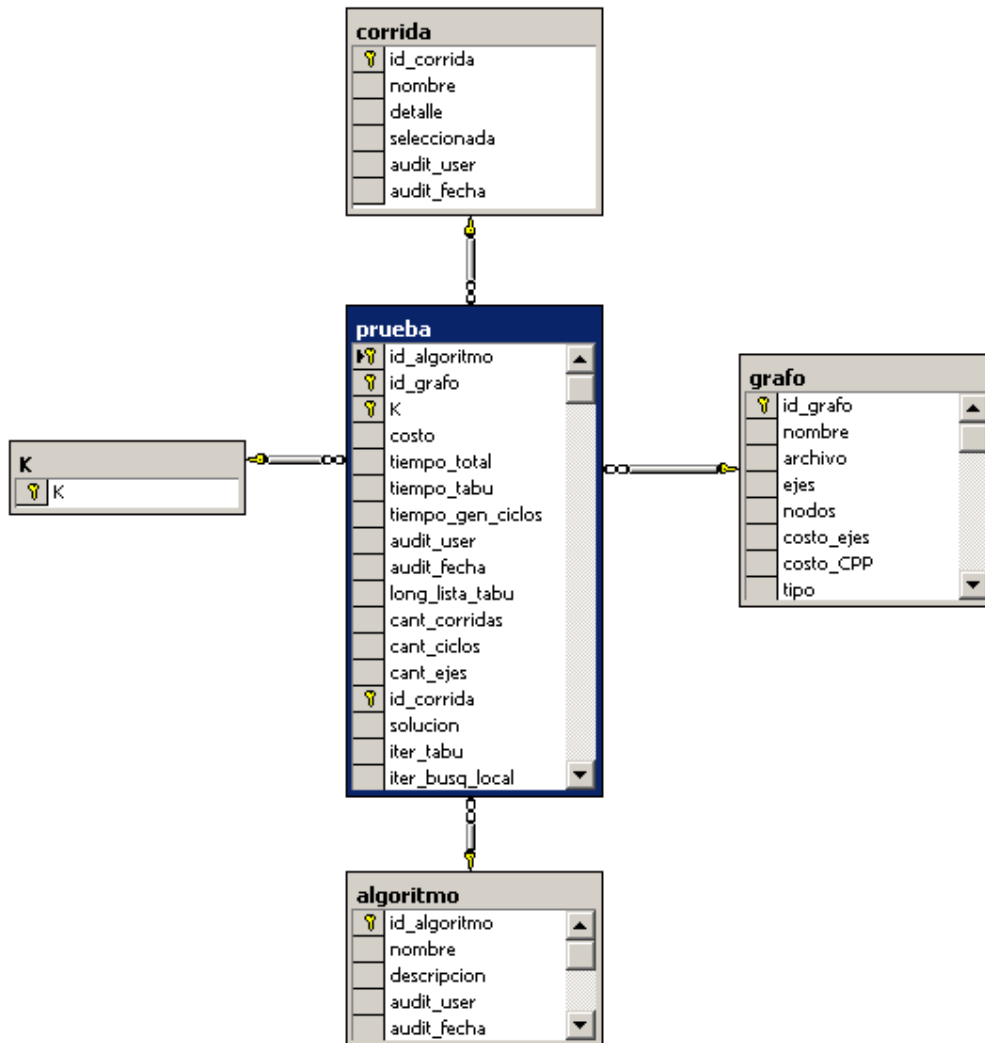 corrida
id_corrida
nombre
detalle
seleccionada
audit_user
audit_fecha
prueba
id_algoritmo
id_grafo
K
costo
tiempo_total
tiempo_tabu
tiempo_gen_ciclos
audit_user
audit_fecha
long_lista_tabu
cant_corridas
cant_ciclos
cant_ejes
id_corrida
solucion
iter_tabu
iter_busq_local
K
K
grafo
id_grafo
nombre
archivo
ejes
nodos
costo_ejes
costo_CPP
tipo
algoritmo
id_algoritmo
nombre
descripcion
audit_user
audit_fecha